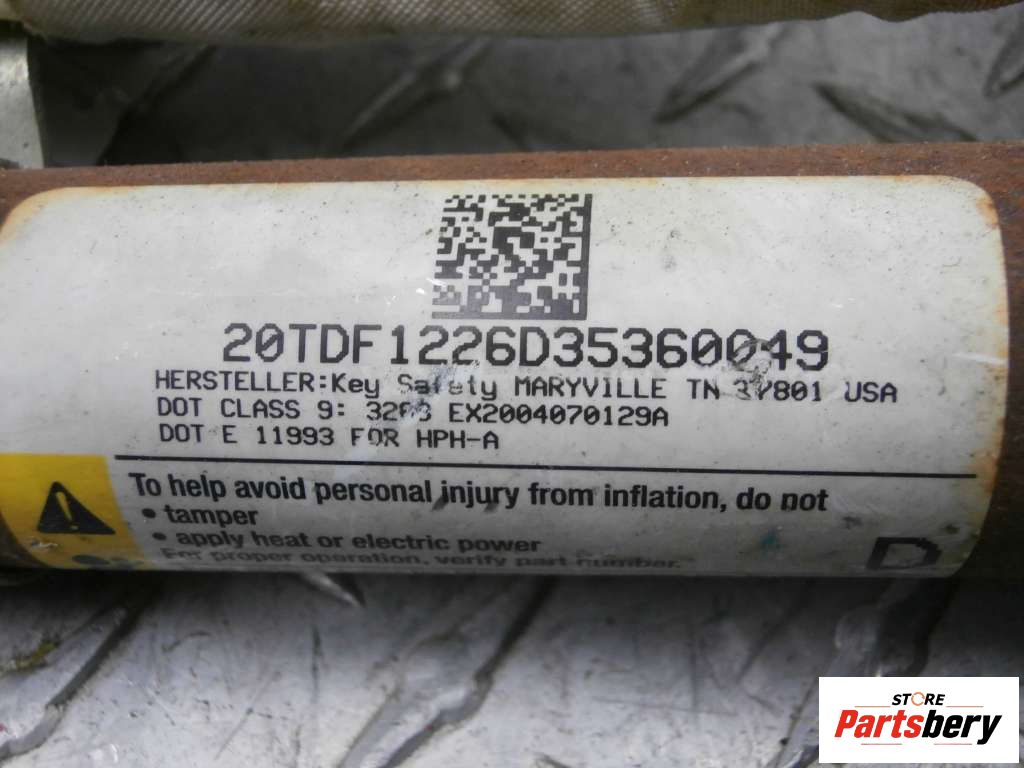 20TDF1226D35360049
HERSTELLER:Key Safety MARYVILLE TN 37801 USA
DOT CLASS 9: 3268 EX2004070129A
DOT E 11993 FOR HPH-A
To help avoid personal injury from inflation, do not
• tamper
• apply heat or electric power
For proper operation, verify part number.
D
STORE
Partsbery